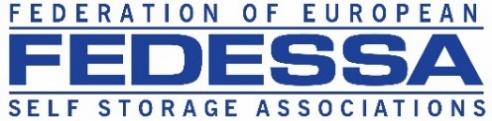 FEDERATION OF EUROPEAN
FEDESSA
SELF STORAGE ASSOCIATIONS